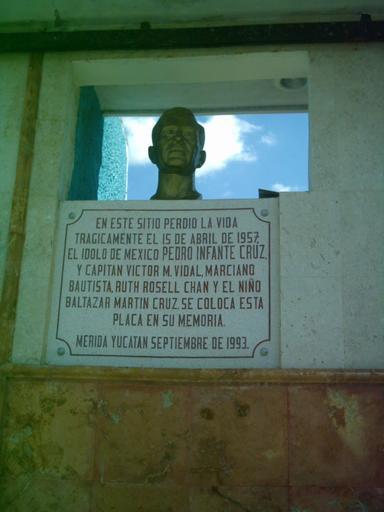 EN ESTE SITIO PERDIO LA VIDA
TRAGICAMENTE EL 15 DE ABRIL DE 1957,
EL IDOLO DE MEXICO PEDRO INFANTE CRUZ,
Y CAPITAN VICTOR M. VIDAL, MARCIANO
BAUTISTA, RUTH ROSELL CHAN Y EL NIÑO
BALTAZAR MARTIN CRUZ. SE COLOCA ESTA
PLACA EN SU MEMORIA.
MERIDA YUCATAN SEPTIEMBRE DE 1993.